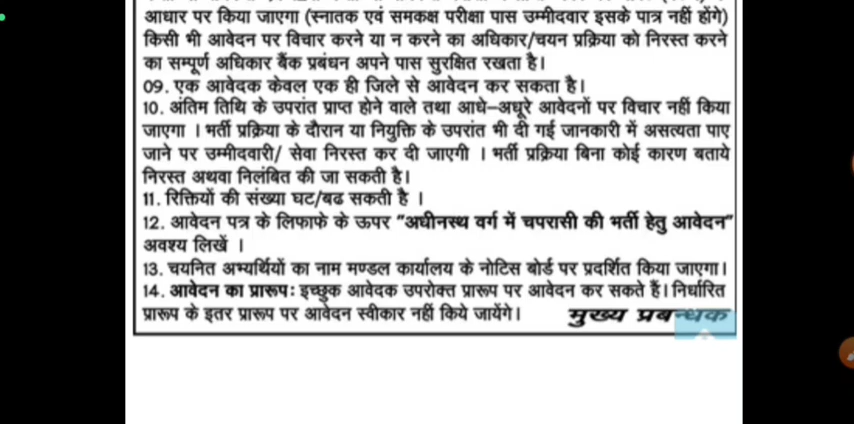 आधार पर किया जाएगा (स्नातक एवं समकक्ष परीक्षा पास उम्मीदवार इसके पात्र नहीं होंगे)
किसी भी आवेदन पर विचार करने या न करने का अधिकार/चयन प्रक्रिया को निरस्त करने
का सम्पूर्ण अधिकार बैंक प्रबंधन अपने पास सुरक्षित रखता है।
09. एक आवेदक केवल एक ही जिले से आवेदन कर सकता है।
10. अंतिम तिथि के उपरांत प्राप्त होने वाले तथा आधे-अधूरे आवेदनों पर विचार नहीं किया
जाएगा । भर्ती प्रक्रिया के दौरान या नियुक्ति के उपरांत भी दी गई जानकारी में असत्यता पाए
जाने पर उम्मीदवारी/ सेवा निरस्त कर दी जाएगी । भर्ती प्रक्रिया बिना कोई कारण बताये
निरस्त अथवा निलंबित की जा सकती है।
11. रिक्तियों की संख्या घट/बढ सकती है ।
12. आवेदन पत्र के लिफाफे के ऊपर "अधीनस्थ वर्ग में चपरासी की भर्ती हेतु आवेदन"
अवश्य लिखें ।
13. चयनित अभ्यर्थियों का नाम मण्डल कार्यालय के नोटिस बोर्ड पर प्रदर्शित किया जाएगा।
14. आवेदन का प्रारूपः इच्छुक आवेदक उपरोक्त प्रारूप पर आवेदन कर सकते हैं। निर्धारित
प्रारूप के इतर प्रारूप पर आवेदन स्वीकार नहीं किये जायेंगे। मुख्य प्रबन्धक